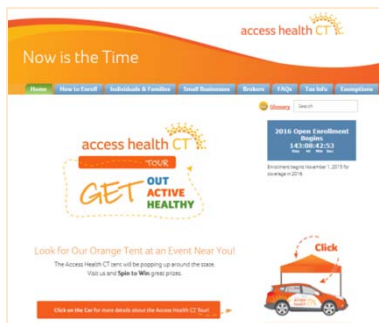 access health CT
Now is the Time
Home How to Enroll Individuals & Families Small Businesses Brokers FAQs Tax Info Exemptions
Glossary Search
2016 Open Enrollment
Begins
143:08:42:53
Enrollment begins November 1, 2015 for
coverage in 2016.
access health CT
TOUR
GET OUT
ACTIVE
HEALTHY
Look For Our Orange Tent at an Event Near You!
The Access Health CT tent will be popping up around the state.
Visit us and Spin to Win great prizes.
Click on the Car for more details about the Access Health CT Tour!
Click